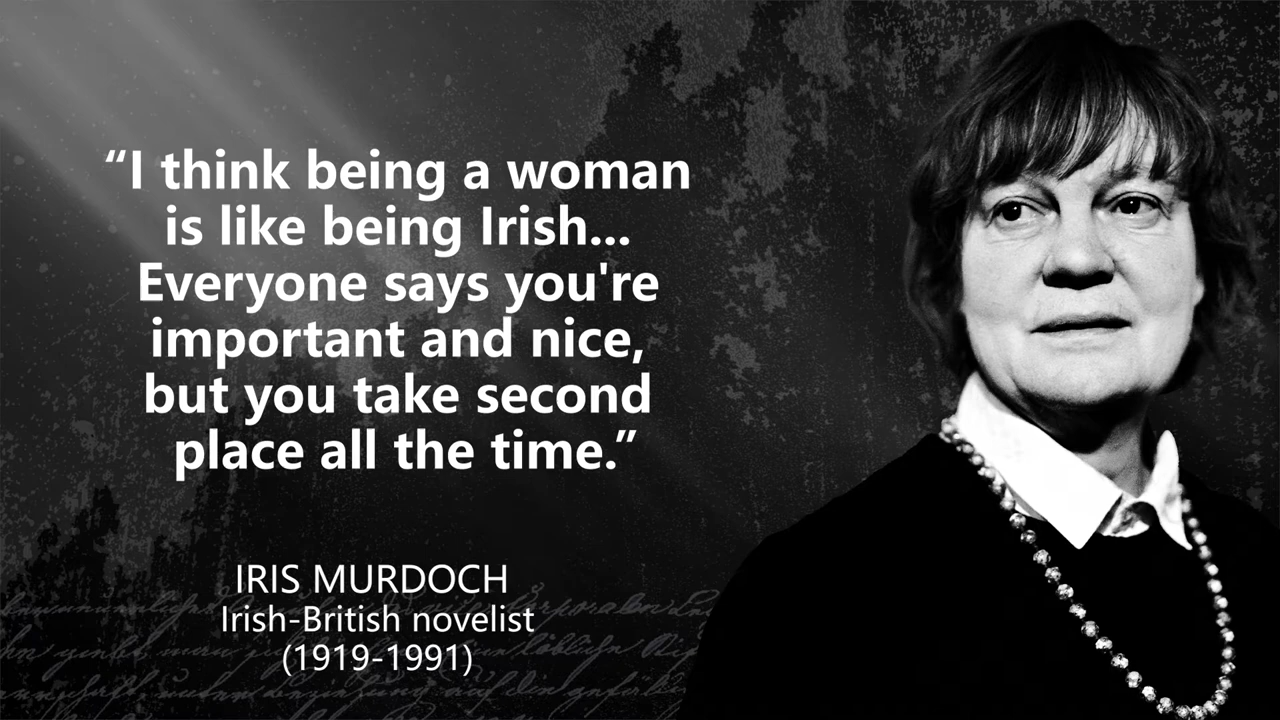 “I think being a woman
is like being Irish...
Everyone says you're
important and nice,
but you take second
place all the time.”
IRIS MURDOCH
Irish-British novelist
(1919-1991)